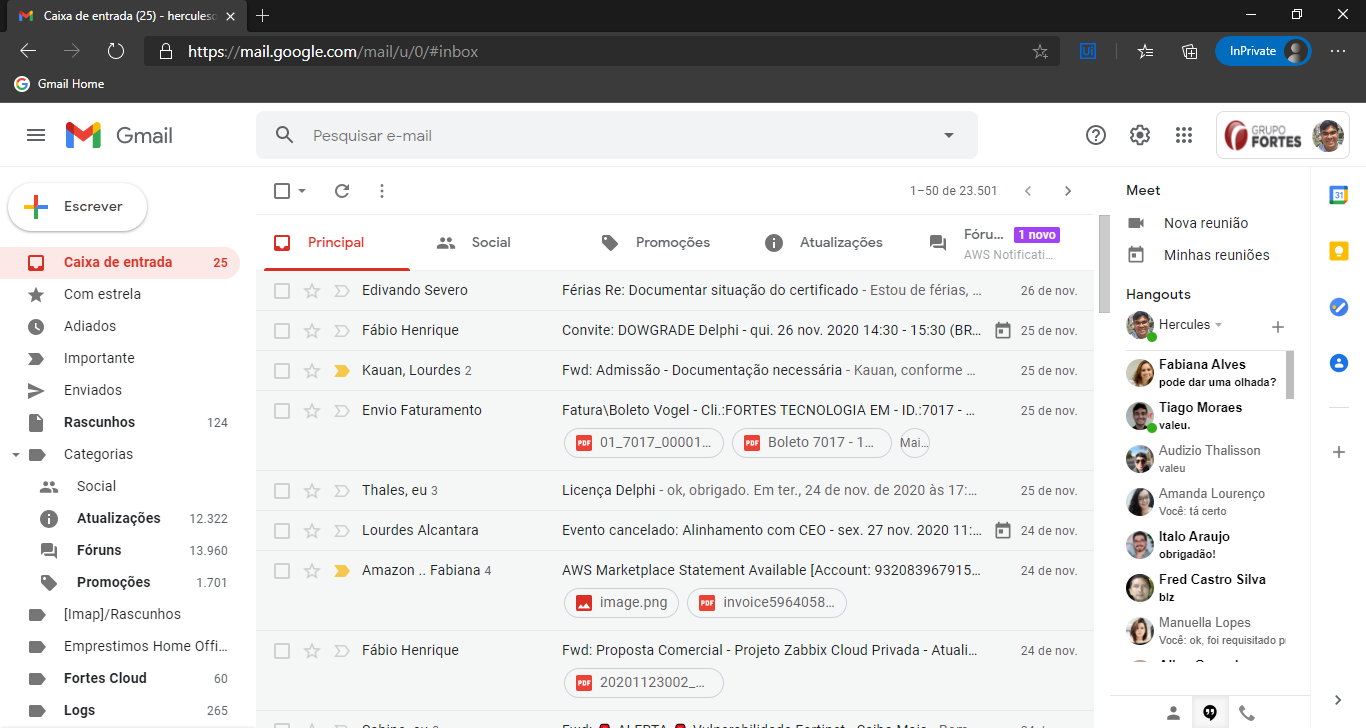 Caixa de entrada (25) - herculesc
https://mail.google.com/mail/u/0/#inbox
InPrivate
Gmail Home
Gmail
Pesquisar e-mail
GRUPO
FORTES
Escrever
Caixa de entrada 25
Com estrela
Adiados
Importante
Enviados
Rascunhos 124
Categorias
Social
Atualizações 12.322
Fóruns 13.960
Promoções 1.701
[Imap]/Rascunhos
Emprestimos Home Offi...
Fortes Cloud 60
Logs 265
1–50 de 23.501
Principal
Social
Promoções
Atualizações
Fóru... 1 novo
AWS Notificati...
Edivando Severo Férias Re: Documentar situação do certificado - Estou de férias, ... 26 de nov.
Fábio Henrique Convite: DOWGRADE Delphi - qui. 26 nov. 2020 14:30 - 15:30 (BR... 25 de nov.
Kauan, Lourdes 2 Fwd: Admissão - Documentação necessária - Kauan, conforme ... 25 de nov.
Envio Faturamento Fatura\Boleto Vogel - Cli.:FORTES TECNOLOGIA EM - ID.:7017 - ... 25 de nov.
PDF 01_7017_00001... PDF Boleto 7017 - 1... Mai...
Thales, eu 3 Licença Delphi - ok, obrigado. Em ter., 24 de nov. de 2020 às 17:... 25 de nov.
Lourdes Alcantara Evento cancelado: Alinhamento com CEO - sex. 27 nov. 2020 11:... 24 de nov.
Amazon .. Fabiana 4 AWS Marketplace Statement Available [Account: 932083967915... 24 de nov.
image.png PDF invoice5964058...
Fábio Henrique Fwd: Proposta Comercial - Projeto Zabbix Cloud Privada - Atuali... 24 de nov.
PDF 20201123002_...
Meet
Nova reunião
Minhas reuniões
Hangouts
Hercules
Fabiana Alves
pode dar uma olhada?
Tiago Moraes
valeu.
Audizio Thalisson
valeu
Amanda Lourenço
Você: tá certo
Italo Araujo
obrigadão!
Fred Castro Silva
blz
Manuella Lopes
Você: ok, foi requisitado p
31